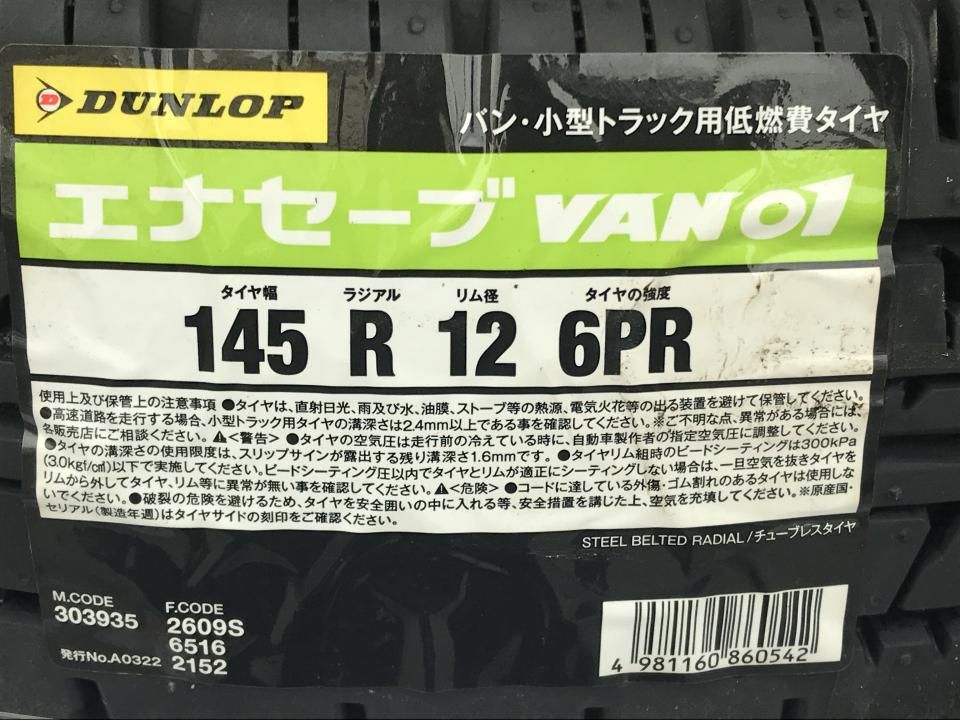 DUNLOP
バン・小型トラック用低燃費タイヤ
エナセーブ VAN01
タイヤ幅 ラジアル リム径 タイヤの強度
145 R 12 6PR
使用上及び保管上の注意事項 ●タイヤは、直射日光、雨及び水、油膜、ストーブ等の熱源、電気火花等の出る装置を避けて保管してください。
●高速道路を走行する場合、小型トラック用タイヤの溝深さは2.4mm以上である事を確認してください。※ご不明な点、異常がある場合には、
各販売店にご相談ください。⚠<警告> ●タイヤの空気圧は走行前の冷えている時に、自動車製作者の指定空気圧に調整してください。
●タイヤの溝深さの使用限度は、スリップサインが露出する残り溝深さ1.6mmです。 ●タイヤリム組時のビードシーティングは300kPa
(3.0kgf/㎠)以下で実施してください。ビードシーティング圧以内でタイヤとリムが適正にシーティングしない場合は、一旦空気を抜きタイヤを
リムから外してタイヤ、リム等に異常が無い事を確認してください。⚠<危険> ●コードに達している外傷・ゴム割れのあるタイヤは使用しな
いでください。●破裂の危険を避けるため、タイヤを安全囲いの中に入れる等、安全措置を講じた上、空気を充填してください。※原産国・
セリアル(製造年週)はタイヤサイドの刻印をご確認ください。
STEEL BELTED RADIAL/チューブレスタイヤ
M.CODE F.CODE
303935 2609S
6516
発行No.A0322 2152
4 981160 860542